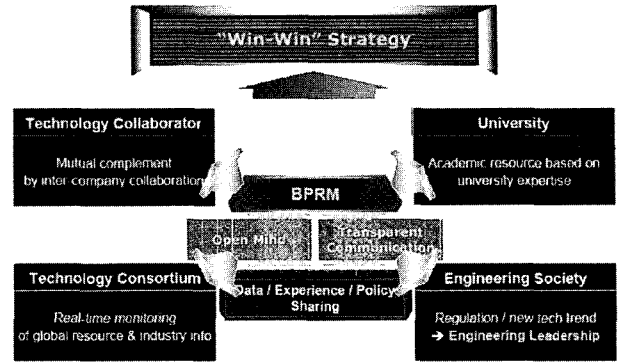 "Win-Win" Strategy
Technology Collaborator
Mutual complement
by inter-company collaboration
University
Academic resource based on
university expertise
BPRM
Open Mind
Transparent
Communication
Technology Consortium
Real-time monitoring
of global resource & industry info
Data / Experience / Policy
Sharing
Engineering Society
Regulation / new tech trend
➔ Engineering Leadership